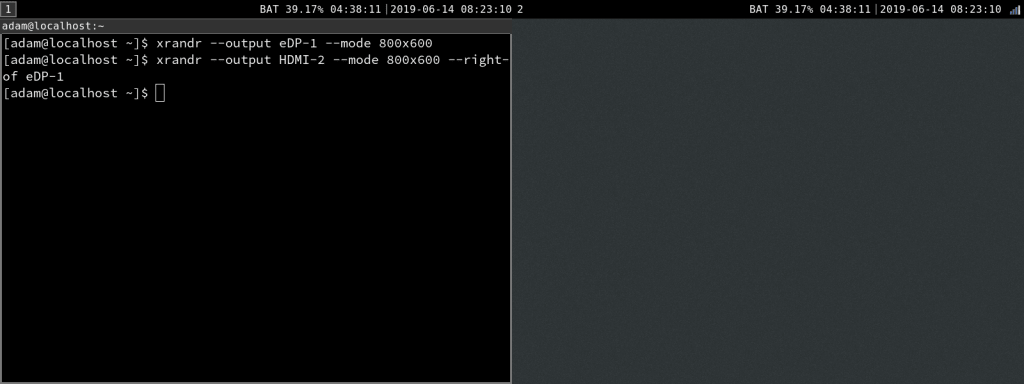 1
BAT 39.17% 04:38:11|2019-06-14 08:23:10
2
BAT 39.17% 04:38:11|2019-06-14 08:23:10
adam@localhost:~
[adam@localhost ~]$ xrandr --output eDP-1 --mode 800x600
[adam@localhost ~]$ xrandr --output HDMI-2 --mode 800x600 --right-
of eDP-1
[adam@localhost ~]$